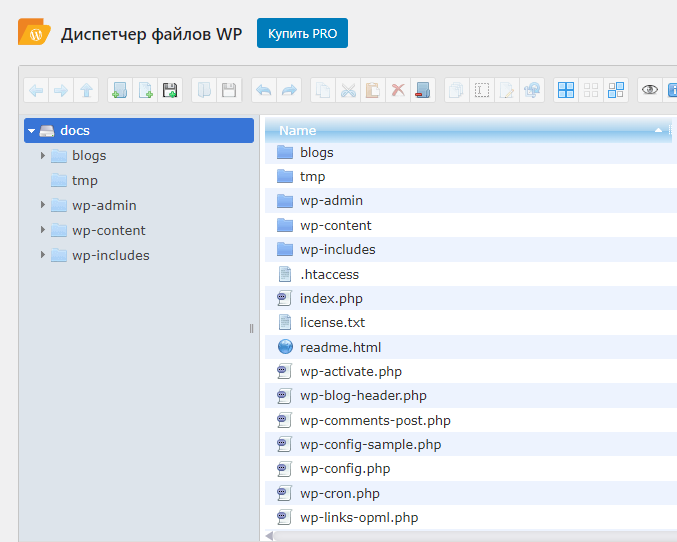 Диспетчер файлов WP
Купить PRO
docs
blogs
tmp
wp-admin
wp-content
wp-includes
Name
blogs
tmp
wp-admin
wp-content
wp-includes
.htaccess
index.php
license.txt
readme.html
wp-activate.php
wp-blog-header.php
wp-comments-post.php
wp-config-sample.php
wp-config.php
wp-cron.php
wp-links-opml.php